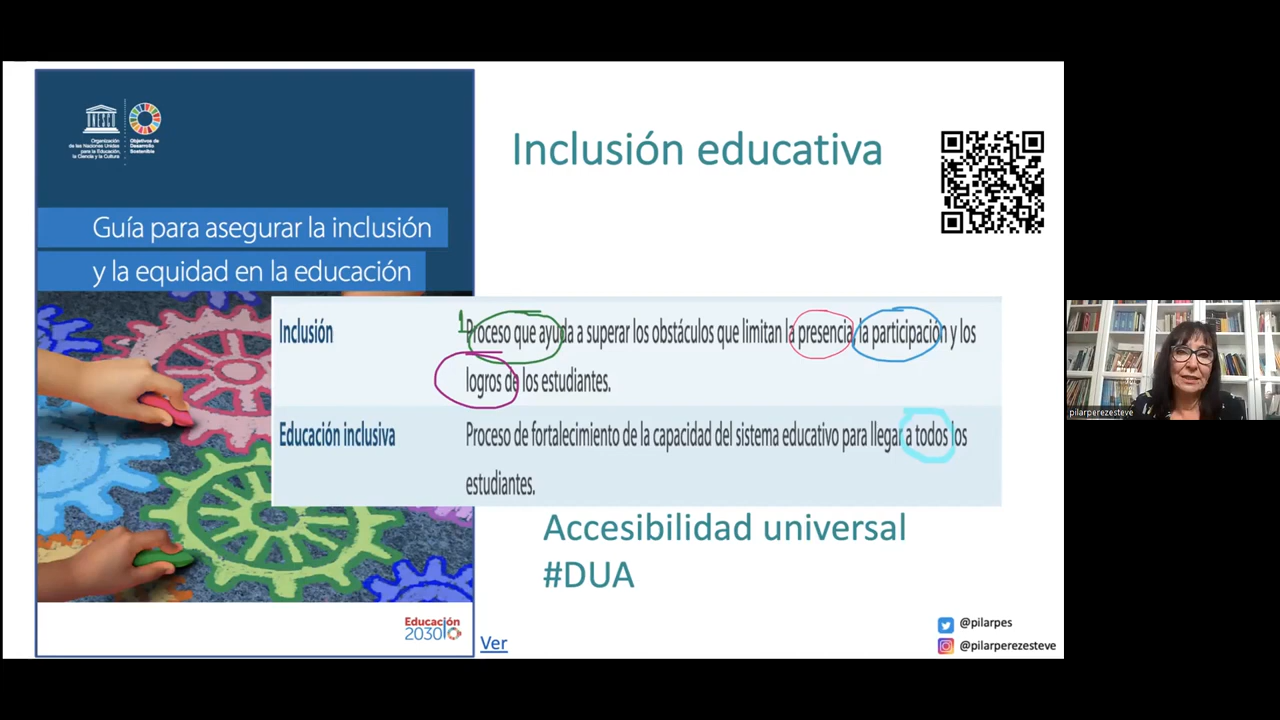 UNESCO
Organización
de las Naciones Unidas
para la Educación,
la Ciencia y la Cultura
Objetivos de
Desarrollo
Sostenible
Inclusión educativa
Guía para asegurar la inclusión
y la equidad en la educación
Inclusión
1
Proceso que ayuda a superar los obstáculos que limitan la presencia, la participación y los
logros de los estudiantes.
Educación inclusiva
Proceso de fortalecimiento de la capacidad del sistema educativo para llegar a todos los
estudiantes.
Accesibilidad universal
#DUA
Educación
2030
Ver
@pilarpes
@pilarperezesteve
pilarperezesteve